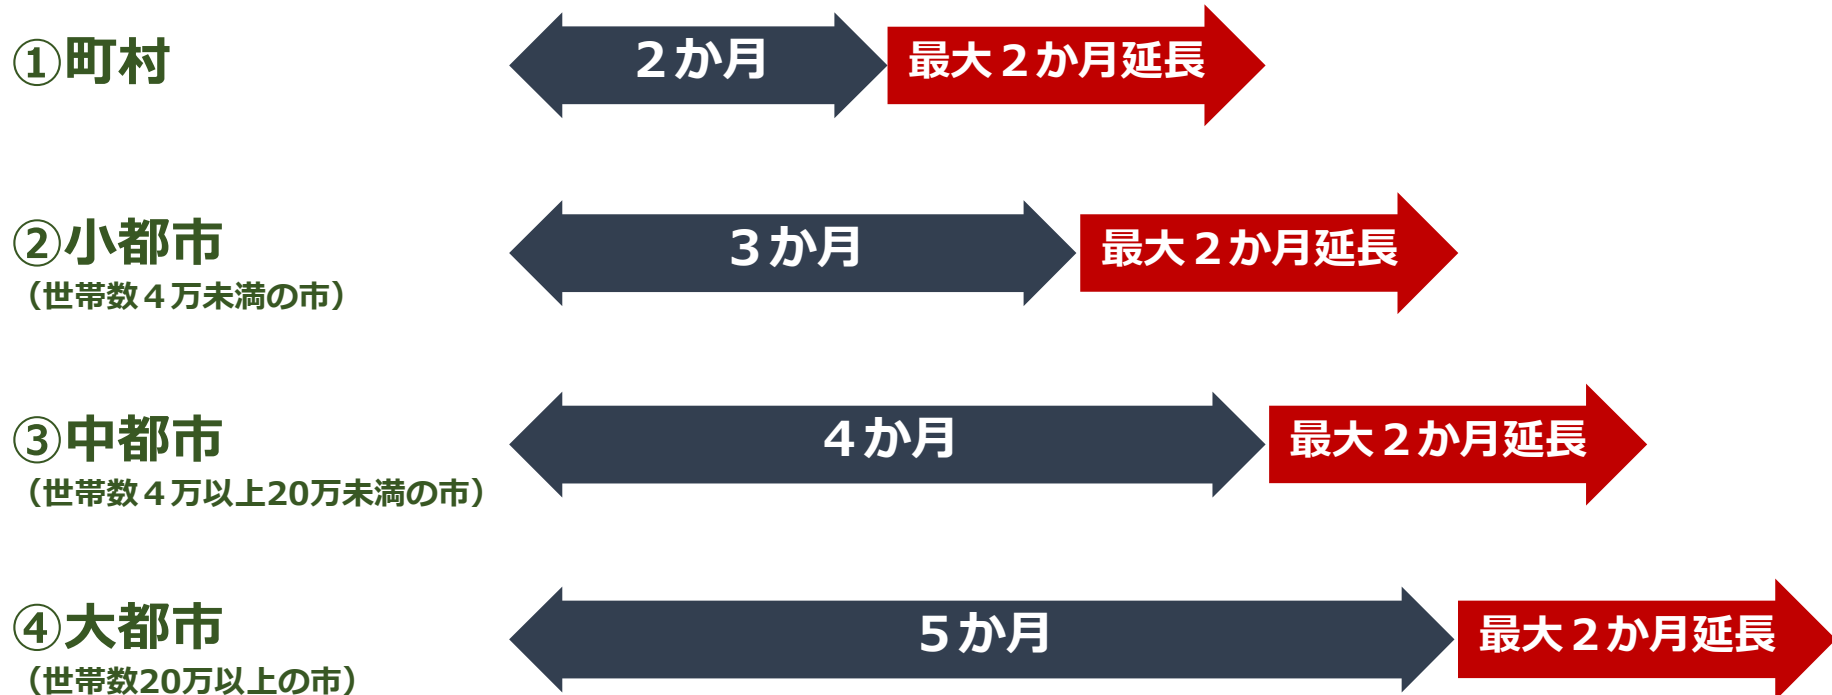 ①町村
２か月
最大２か月延長
②小都市
（世帯数４万未満の市）
３か月
最大２か月延長
③中都市
（世帯数４万以上20万未満の市）
４か月
最大２か月延長
④大都市
（世帯数20万以上の市）
５か月
最大２か月延長